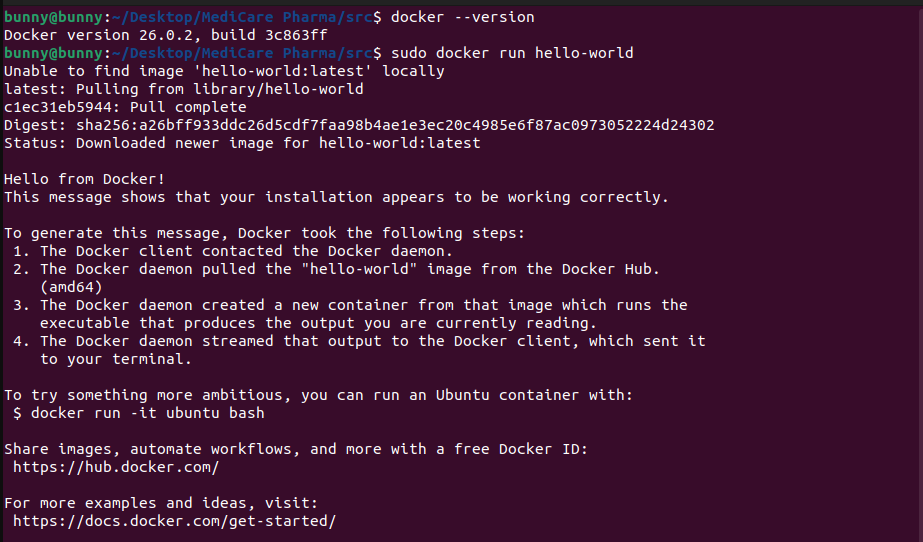 bunny@bunny:~/Desktop/MediCare Pharma/src$ docker --version
Docker version 26.0.2, build 3c863ff
bunny@bunny:~/Desktop/MediCare Pharma/src$ sudo docker run hello-world
Unable to find image 'hello-world:latest' locally
latest: Pulling from library/hello-world
c1ec31eb5944: Pull complete
Digest: sha256:a26bff933ddc26d5cdf7faa98b4ae1e3ec20c4985e6f87ac0973052224d24302
Status: Downloaded newer image for hello-world:latest

Hello from Docker!
This message shows that your installation appears to be working correctly.

To generate this message, Docker took the following steps:
 1. The Docker client contacted the Docker daemon.
 2. The Docker daemon pulled the "hello-world" image from the Docker Hub.
    (amd64)
 3. The Docker daemon created a new container from that image which runs the
    executable that produces the output you are currently reading.
 4. The Docker daemon streamed that output to the Docker client, which sent it
    to your terminal.

To try something more ambitious, you can run an Ubuntu container with:
 $ docker run -it ubuntu bash

Share images, automate workflows, and more with a free Docker ID:
 https://hub.docker.com/

For more examples and ideas, visit:
 https://docs.docker.com/get-started/